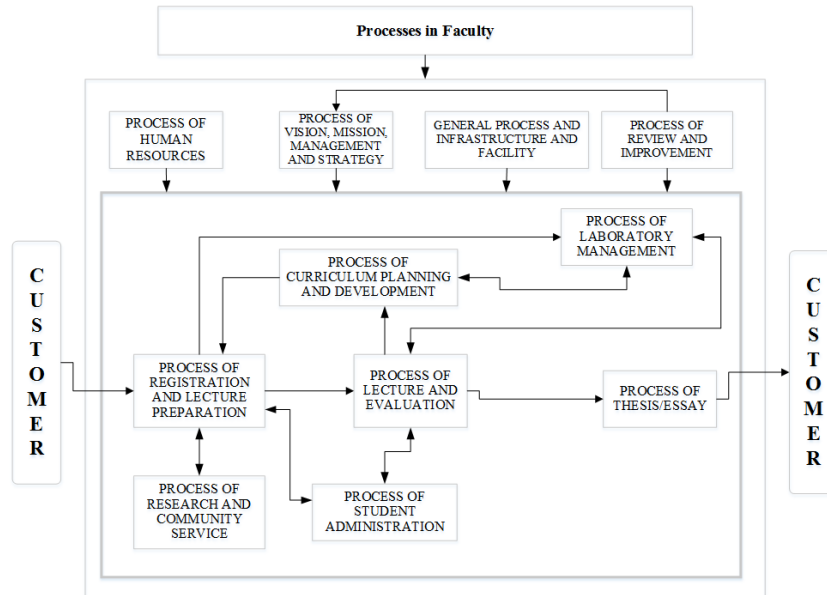 Processes in Faculty
PROCESS OF
HUMAN
RESOURCES
PROCESS OF
VISION, MISSION,
MANAGEMENT
AND STRATEGY
GENERAL PROCESS AND
INFRASTRUCTURE AND
FACILITY
PROCESS OF
REVIEW AND
IMPROVEMENT
PROCESS OF
LABORATORY
MANAGEMENT
PROCESS OF
CURRICULUM PLANNING
AND DEVELOPMENT
CUSTOMER
PROCESS OF
REGISTRATION
AND LECTURE
PREPARATION
PROCESS OF
LECTURE AND
EVALUATION
PROCESS OF
THESIS/ESSAY
CUSTOMER
PROCESS OF
RESEARCH AND
COMMUNITY
SERVICE
PROCESS OF
STUDENT
ADMINISTRATION